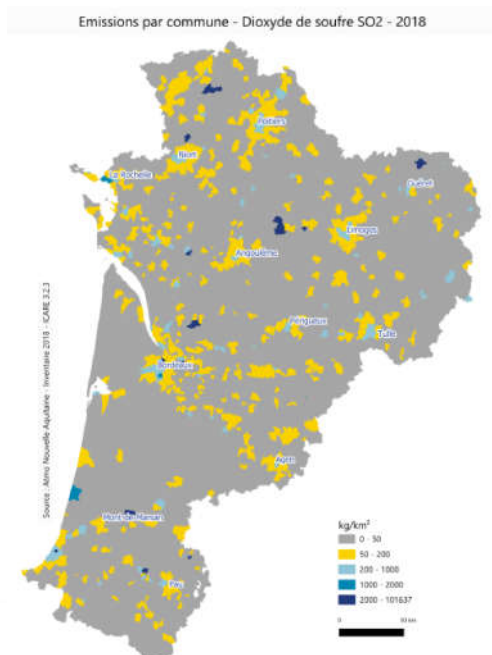 Emissions par commune - Dioxyde de soufre SO2 - 2018
Poitiers
Niort
La Rochelle
Guéret
Limoges
Angoulême
Périgueux
Tulle
Bordeaux
Agen
Mont-de-Marsan
Pau
Source : Atmo Nouvelle-Aquitaine - Inventaire 2018 - ICARE 3.2.3
kg/km²
0 - 50
50 - 200
200 - 1000
1000 - 2000
2000 - 101637
0
50 km